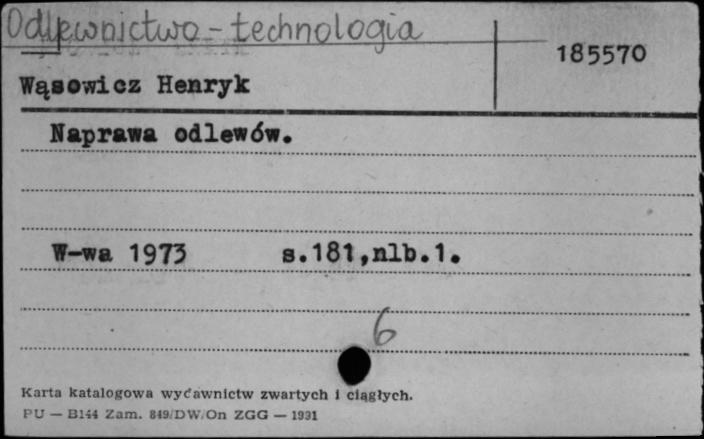 Odlewnictwo - technologia
185570
Wąsowicz Henryk
Naprawa odlewów.
W-wa 1973 s.181,nlb.1.
6
Karta katalogowa wydawnictw zwartych i ciągłych.
PU — B144 Zam. 849/DW/On ZGG — 1931